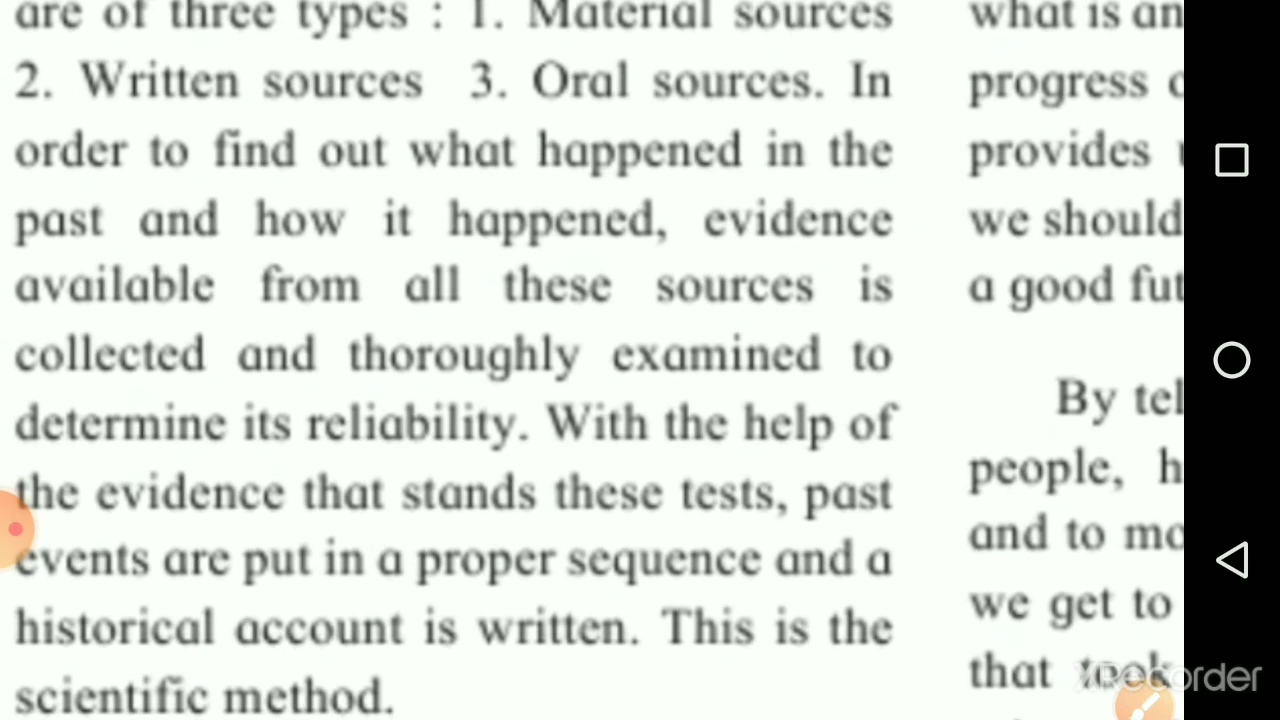 are of three types : 1. Material sources
2. Written sources 3. Oral sources. In
order to find out what happened in the
past and how it happened, evidence
available from all these sources is
collected and thoroughly examined to
determine its reliability. With the help of
the evidence that stands these tests, past
events are put in a proper sequence and a
historical account is written. This is the
scientific method.
what is an
progress
provides
we should
a good fut
By tel
people, h
and to mo
we get to
that took
XRecorder